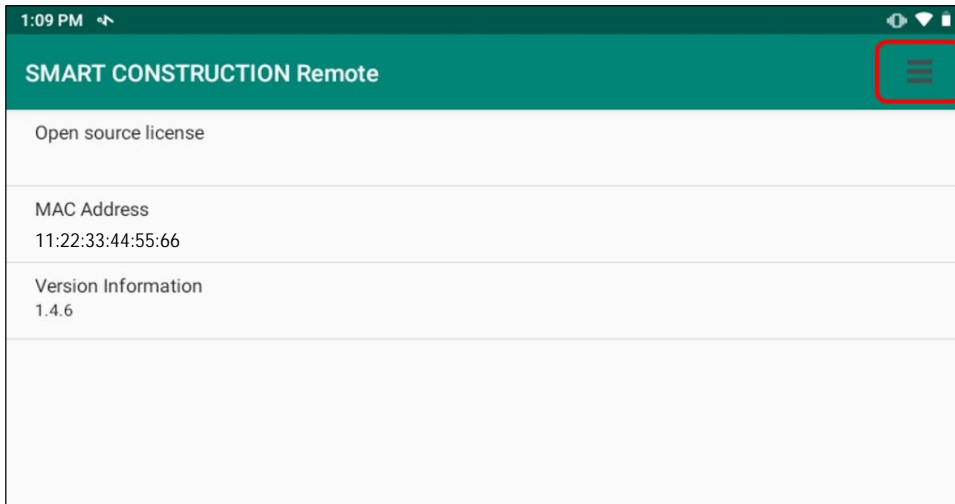 1:09 PM
SMART CONSTRUCTION Remote
Open source license
MAC Address
11:22:33:44:55:66
Version Information
1.4.6